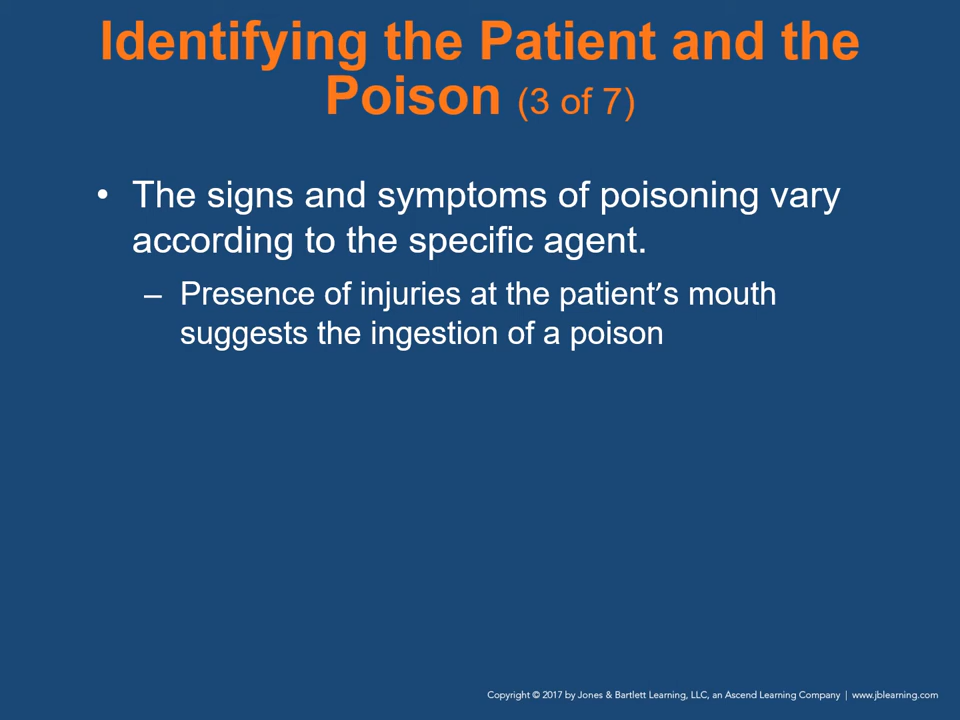 Identifying the Patient and the
Poison (3 of 7)
• The signs and symptoms of poisoning vary
according to the specific agent.
– Presence of injuries at the patient’s mouth
suggests the ingestion of a poison
Copyright © 2017 by Jones & Bartlett Learning, LLC, an Ascend Learning Company | www.jblearning.com